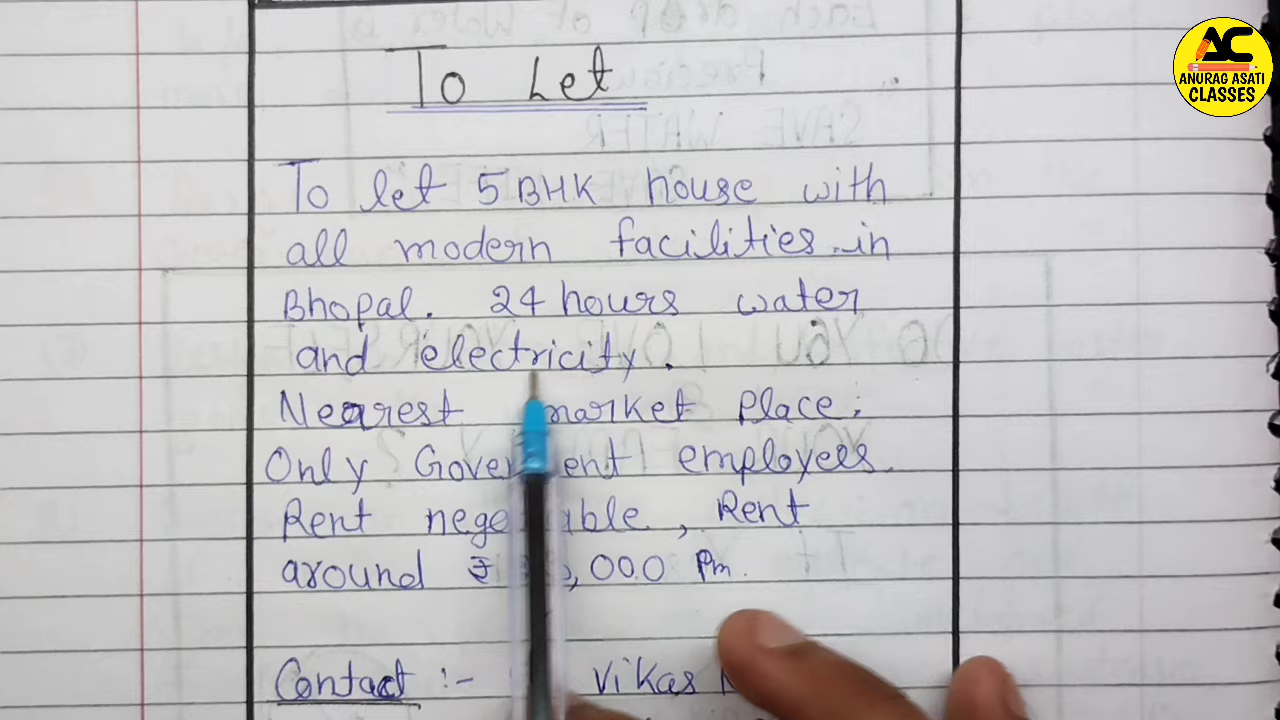 To Let
To let 5 BHK house with
all modern facilities in
Bhopal. 24 hours water
and electricity.
Nearest market Place.
Only employees.
Rent , Rent
around ₹ Pm.
Contact :- Vikas
AC
ANURAG ASATI
CLASSES